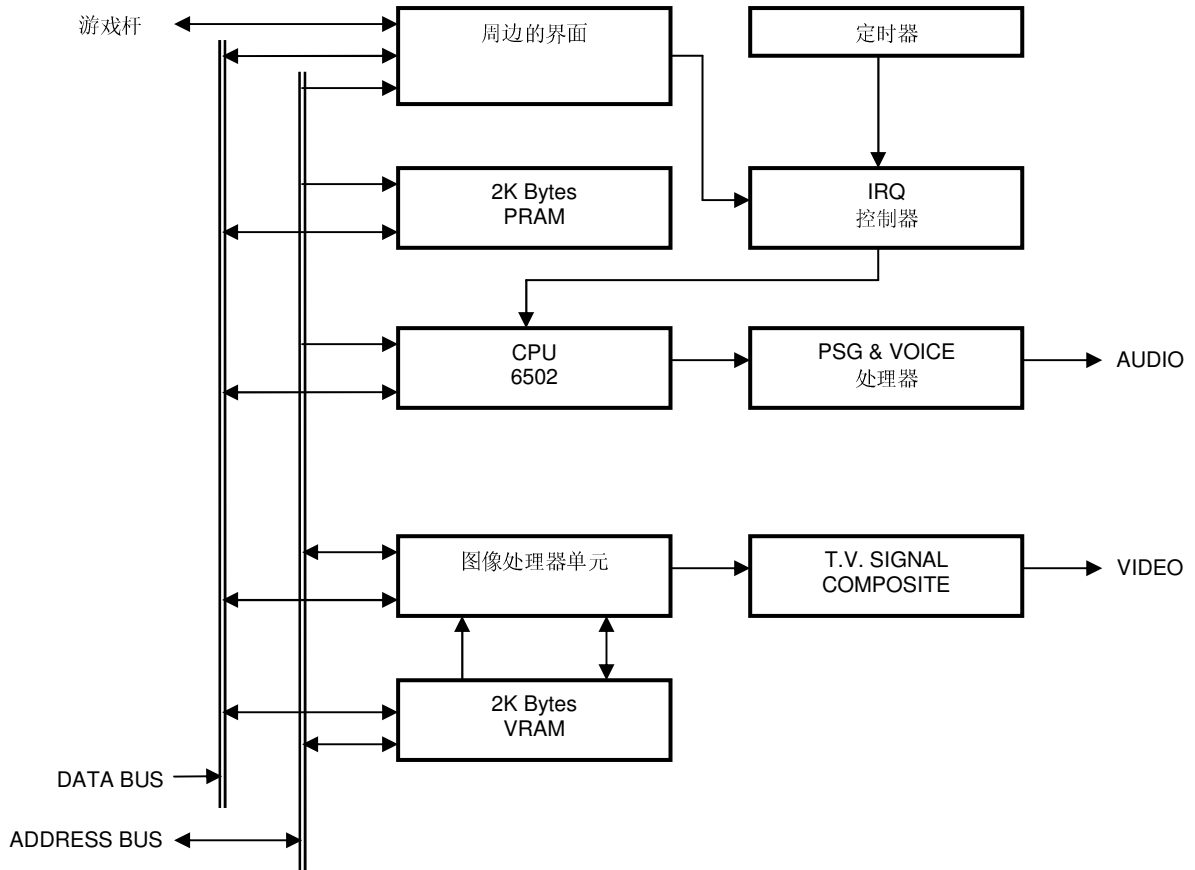 游戏杆
周边的界面
定时器
2K Bytes
PRAM
IRQ
控制器
CPU
6502
PSG & VOICE
处理器
AUDIO
图像处理器单元
T.V. SIGNAL
COMPOSITE
VIDEO
2K Bytes
VRAM
DATA BUS
ADDRESS BUS